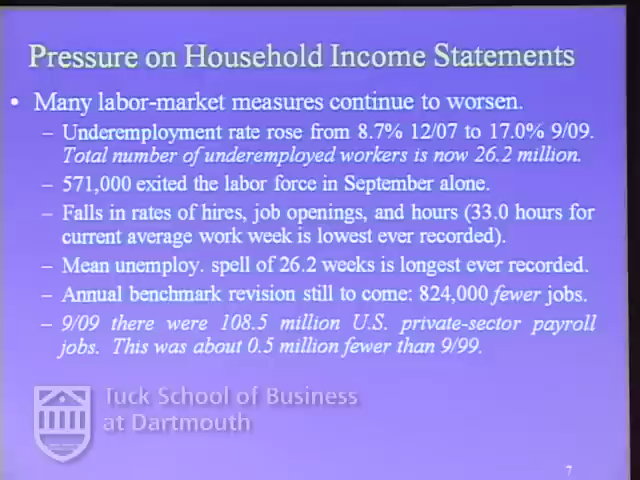 Pressure on Household Income Statements
• Many labor-market measures continue to worsen.
– Underemployment rate rose from 8.7% 12/07 to 17.0% 9/09.
Total number of underemployed workers is now 26.2 million.
– 571,000 exited the labor force in September alone.
– Falls in rates of hires, job openings, and hours (33.0 hours for
current average work week is lowest ever recorded).
– Mean unemploy. spell of 26.2 weeks is longest ever recorded.
– Annual benchmark revision still to come: 824,000 fewer jobs.
– 9/09 there were 108.5 million U.S. private-sector payroll
jobs. This was about 0.5 million fewer than 9/99.
Tuck School of Business
at Dartmouth
7